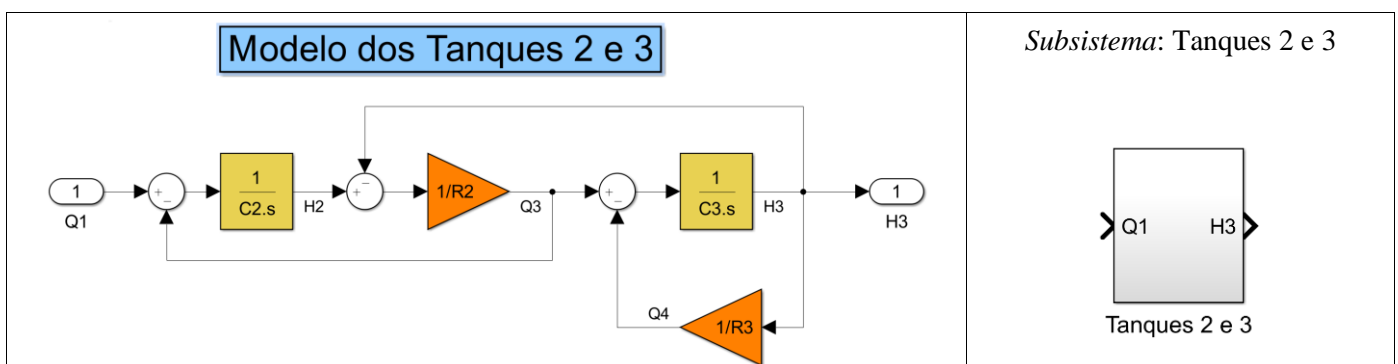 Modelo dos Tanques 2 e 3
1
Q1
+
−
1
C2.s
H2
+
−
1/R2
Q3
+
−
1
C3.s
H3
1
H3
Q4
1/R3
Subsistema: Tanques 2 e 3
Q1 H3
Tanques 2 e 3